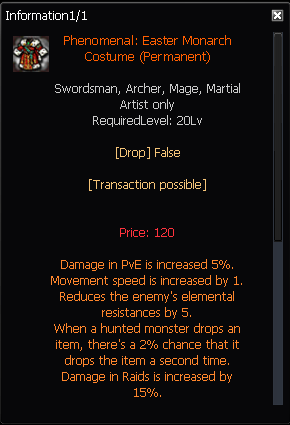 Information1/1
Phenomenal: Easter Monarch
Costume (Permanent)
Swordsman, Archer, Mage, Martial
Artist only
RequiredLevel: 20Lv
[Drop] False
[Transaction possible]
Price: 120
Damage in PvE is increased 5%.
Movement speed is increased by 1.
Reduces the enemy's elemental
resistances by 5.
When a hunted monster drops an
item, there's a 2% chance that it
drops the item a second time.
Damage in Raids is increased by
15%.